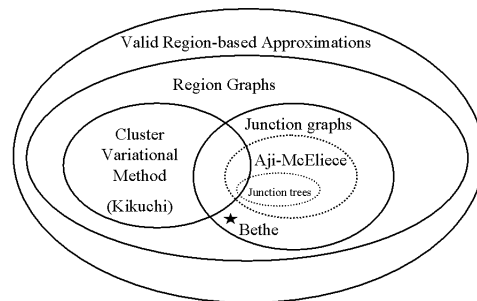 Valid Region-based Approximations
Region Graphs
Junction graphs
Cluster
Variational
Method
(Kikuchi)
Aji-McEliece
Junction trees
Bethe